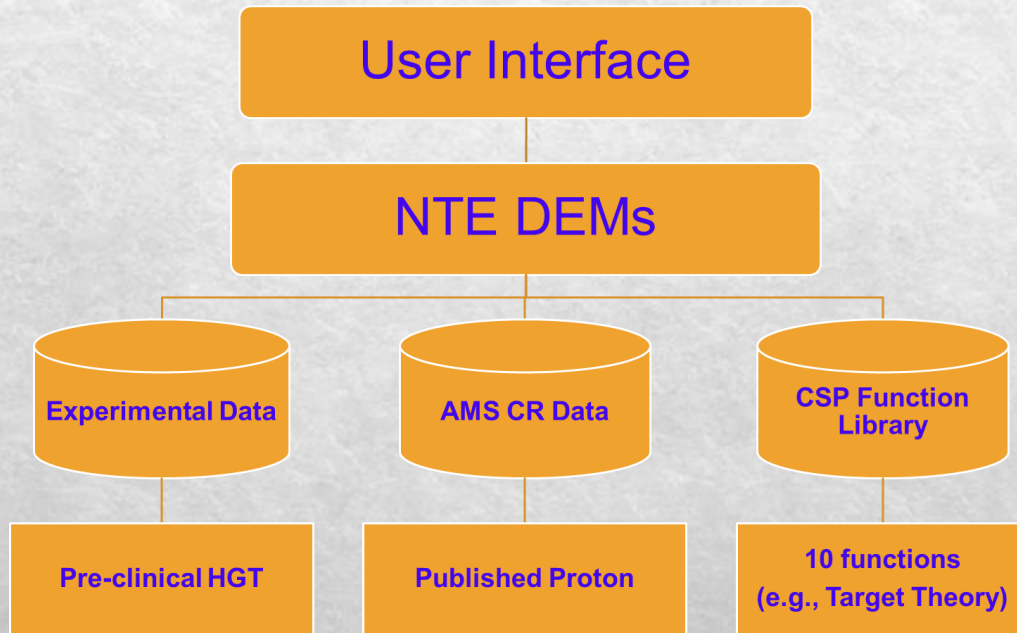 User Interface
NTE DEMs
Experimental Data
AMS CR Data
CSP Function
Library
Pre-clinical HGT
Published Proton
10 functions
(e.g., Target Theory)